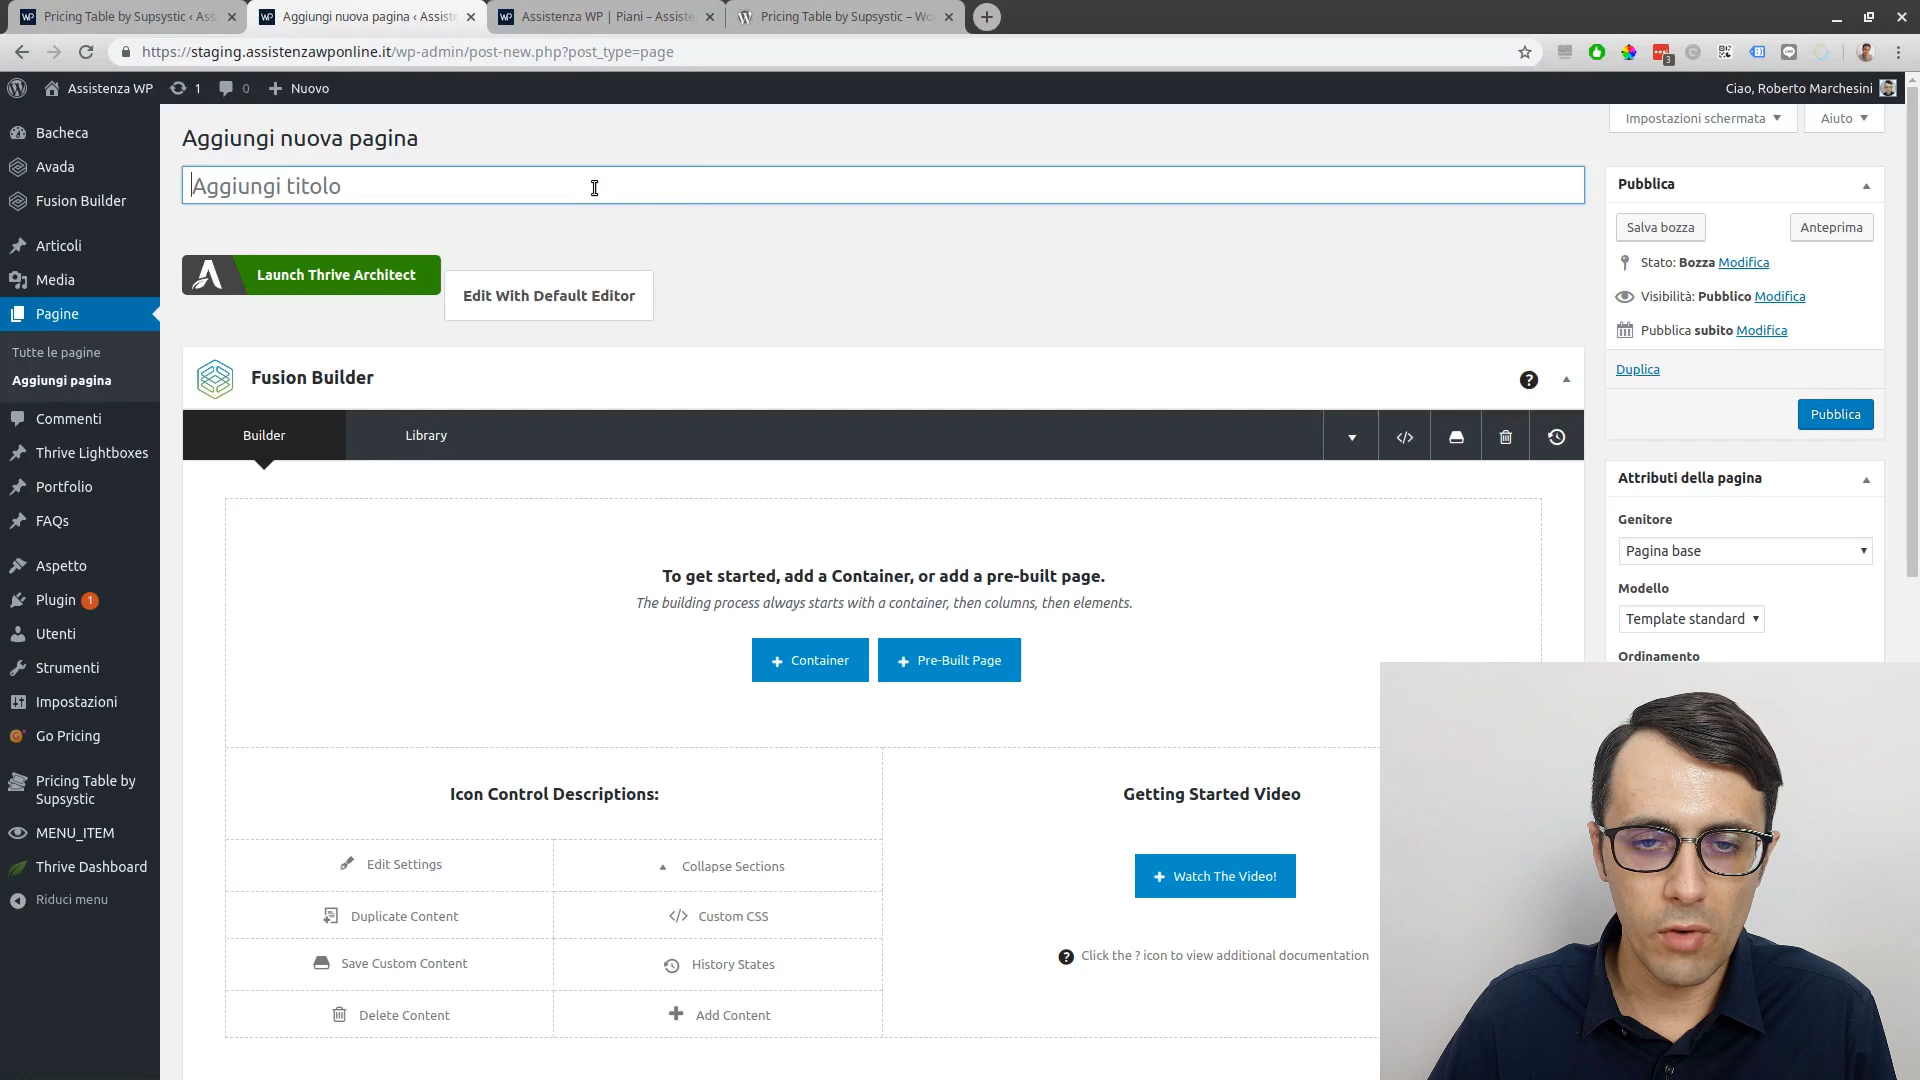 Pricing Table by Supsystic ‹ Ass
Aggiungi nuova pagina ‹ Assist
Assistenza WP | Piani – Assiste
Pricing Table by Supsystic – Wo
https://staging.assistenzawponline.it/wp-admin/post-new.php?post_type=page
3
Assistenza WP
1
0
Nuovo
Ciao, Roberto Marchesini
Bacheca
Avada
Fusion Builder
Articoli
Media
Pagine
Tutte le pagine
Aggiungi pagina
Commenti
Thrive Lightboxes
Portfolio
FAQs
Aspetto
Plugin 1
Utenti
Strumenti
Impostazioni
Go Pricing
Pricing Table by
Supsystic
MENU_ITEM
Thrive Dashboard
Riduci menu
Impostazioni schermata
Aiuto
Aggiungi nuova pagina
Aggiungi titolo
Launch Thrive Architect
Edit With Default Editor
Fusion Builder
Builder
Library
To get started, add a Container, or add a pre-built page.
The building process always starts with a container, then columns, then elements.
Container
Pre-Built Page
Icon Control Descriptions:
Edit Settings
Collapse Sections
Duplicate Content
Custom CSS
Save Custom Content
History States
Delete Content
Add Content
Getting Started Video
Watch The Video!
Click the ? icon to view additional documentation
Pubblica
Salva bozza
Anteprima
Stato: Bozza Modifica
Visibilità: Pubblico Modifica
Pubblica subito Modifica
Duplica
Pubblica
Attributi della pagina
Genitore
Pagina base
Modello
Template standard
Ordinamento